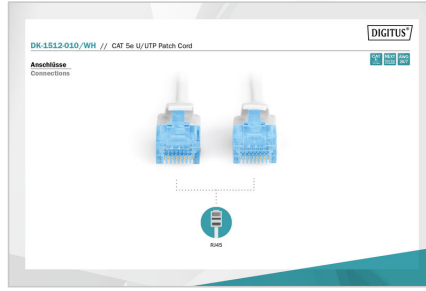 DIGITUS®
DK-1512-010/WH // CAT 5e U/UTP Patch Cord
Anschlüsse
Connections
RJ45